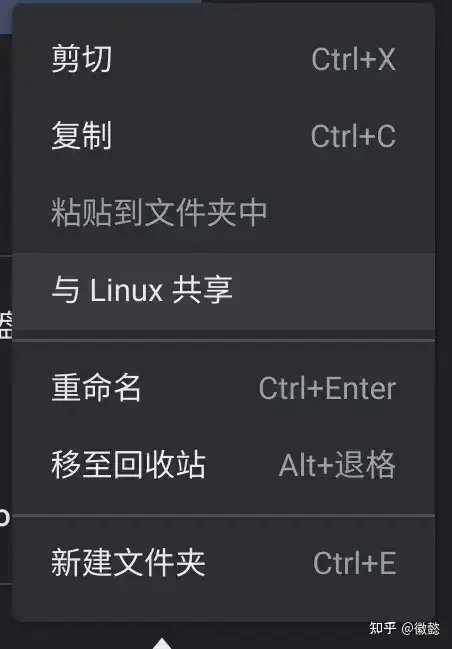 剪切 Ctrl+X
复制 Ctrl+C
粘贴到文件夹中
与 Linux 共享
重命名 Ctrl+Enter
移至回收站 Alt+退格
新建文件夹 Ctrl+E
知乎 @徽懿